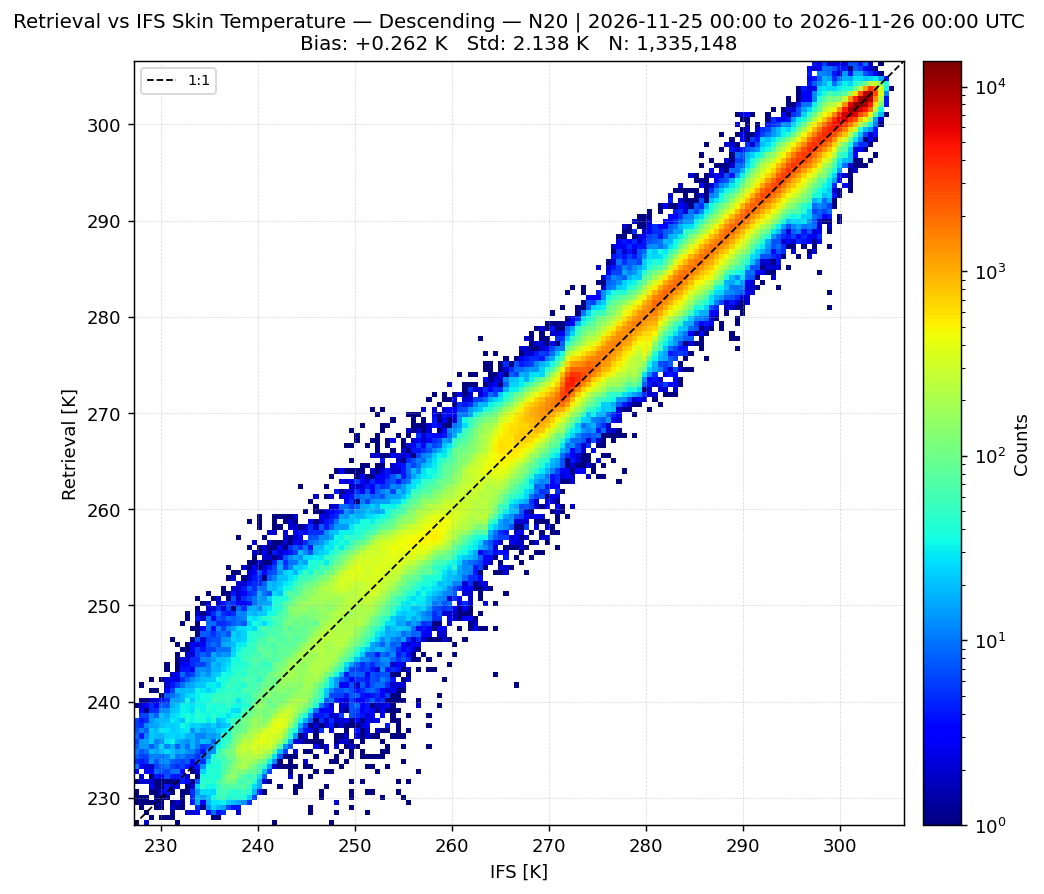 Retrieval vs IFS Skin Temperature — Descending — N20 | 2026-11-25 00:00 to 2026-11-26 00:00 UTC
Bias: +0.262 K   Std: 2.138 K   N: 1,335,148
1:1
300
290
280
270
260
250
240
230
Retrieval [K]
230 240 250 260 270 280 290 300
IFS [K]
10⁴
10³
10²
10¹
10⁰
Counts